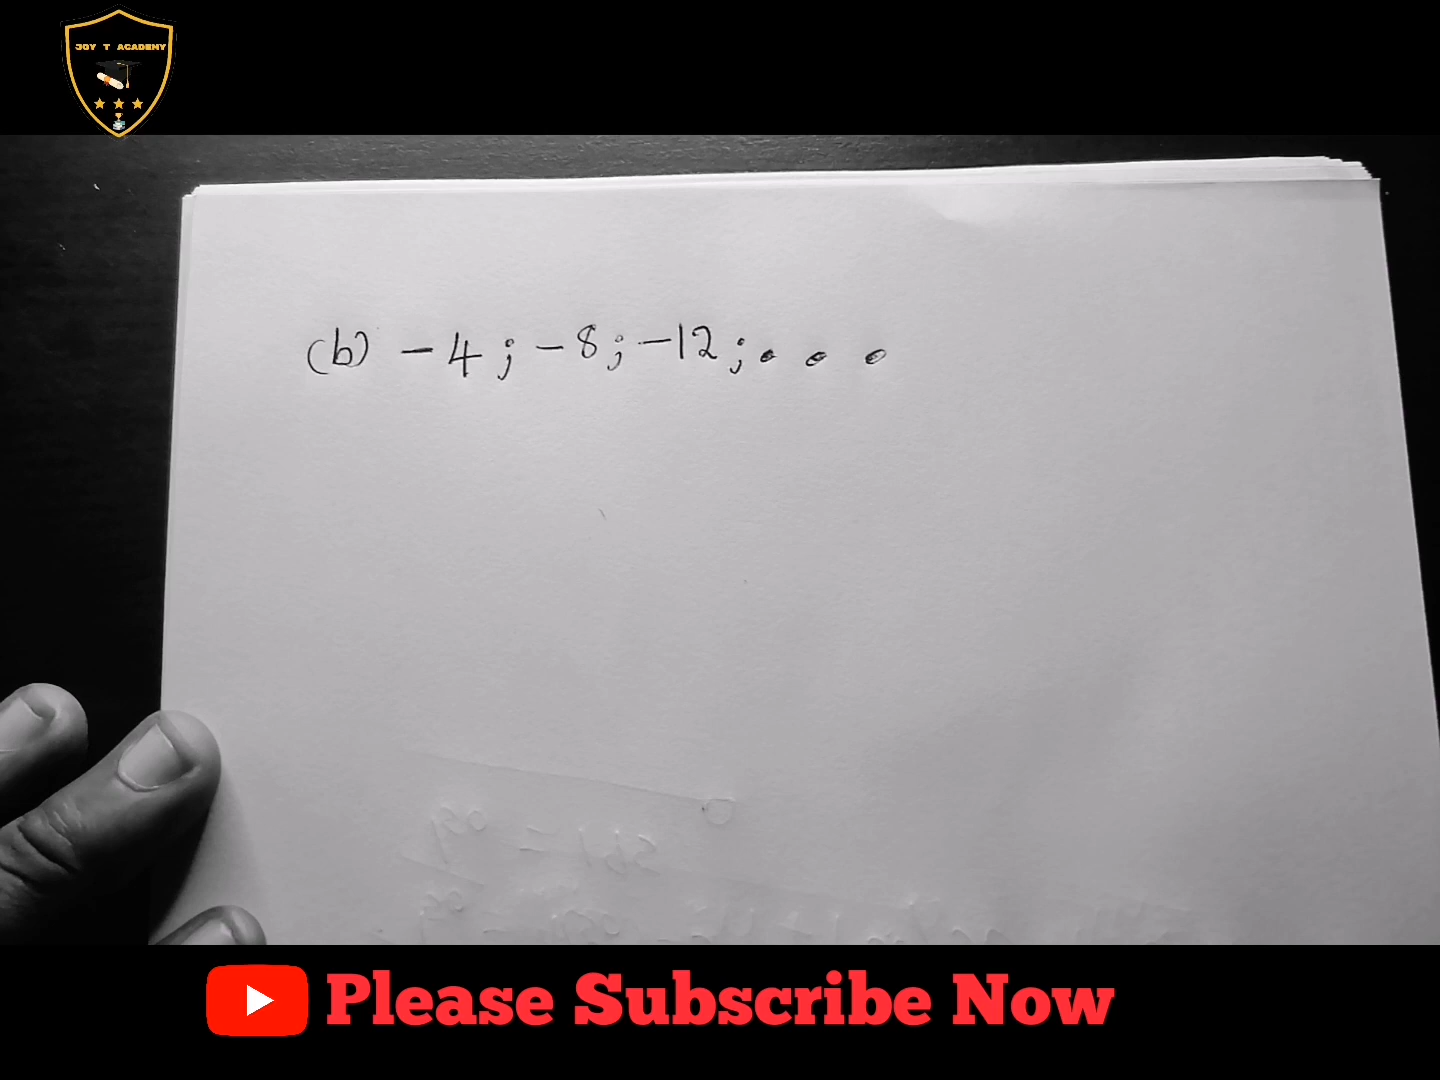 JOY T ACADEMY
(b) -4 ; -8 ; -12 ; . . .
Please Subscribe Now